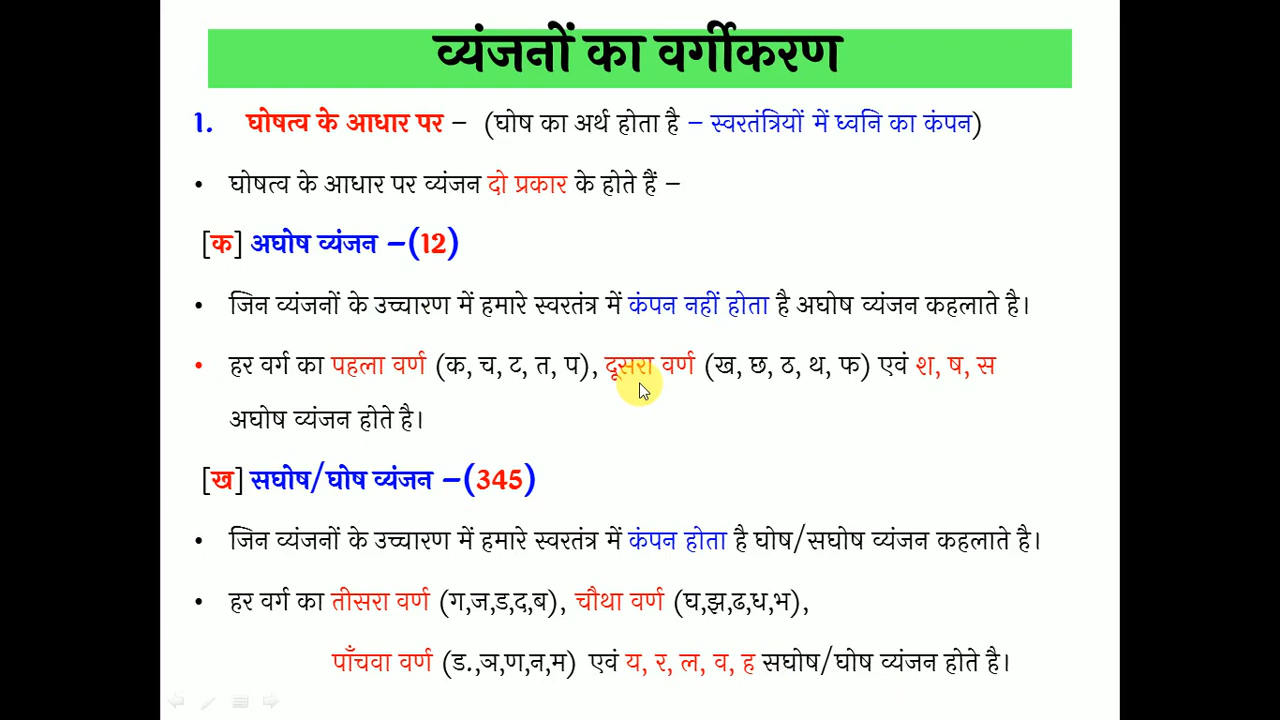 व्यंजनों का वर्गीकरण
1. घोषत्व के आधार पर – (घोष का अर्थ होता है – स्वरतंत्रियों में ध्वनि का कंपन)
• घोषत्व के आधार पर व्यंजन दो प्रकार के होते हैं –
[क] अघोष व्यंजन –(12)
• जिन व्यंजनों के उच्चारण में हमारे स्वरतंत्र में कंपन नहीं होता है अघोष व्यंजन कहलाते है।
• हर वर्ग का पहला वर्ण (क, च, ट, त, प), दूसरा वर्ण (ख, छ, ठ, थ, फ) एवं श, ष, स
अघोष व्यंजन होते है।
[ख] सघोष/घोष व्यंजन –(345)
• जिन व्यंजनों के उच्चारण में हमारे स्वरतंत्र में कंपन होता है घोष/सघोष व्यंजन कहलाते है।
• हर वर्ग का तीसरा वर्ण (ग,ज,ड,द,ब), चौथा वर्ण (घ,झ,ढ,ध,भ),
पाँचवा वर्ण (ड.,ञ,ण,न,म) एवं य, र, ल, व, ह सघोष/घोष व्यंजन होते है।